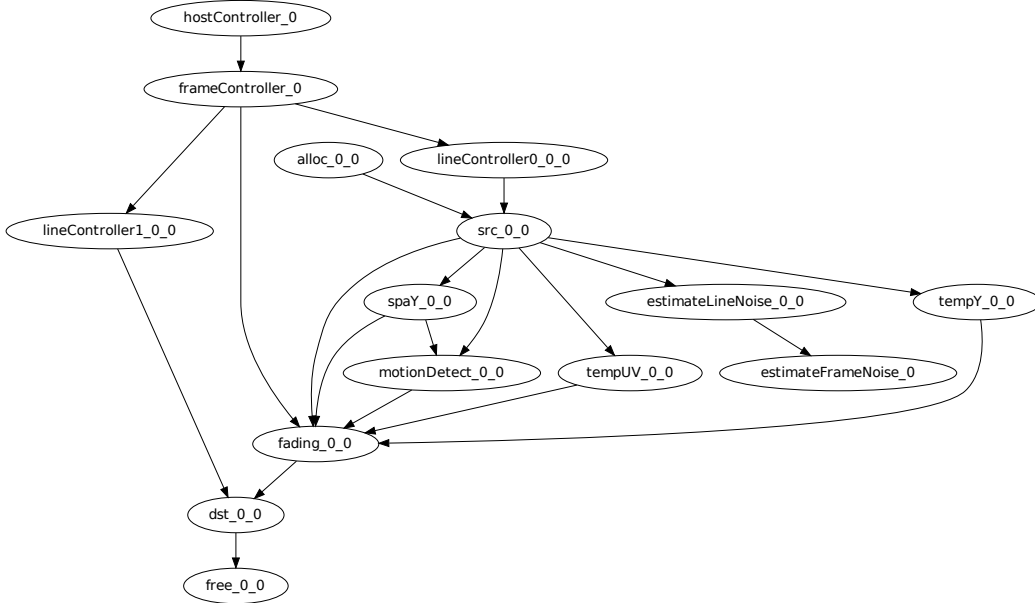 hostController_0
frameController_0
alloc_0_0
lineController0_0_0
lineController1_0_0
src_0_0
spaY_0_0
estimateLineNoise_0_0
tempY_0_0
motionDetect_0_0
tempUV_0_0
estimateFrameNoise_0
fading_0_0
dst_0_0
free_0_0